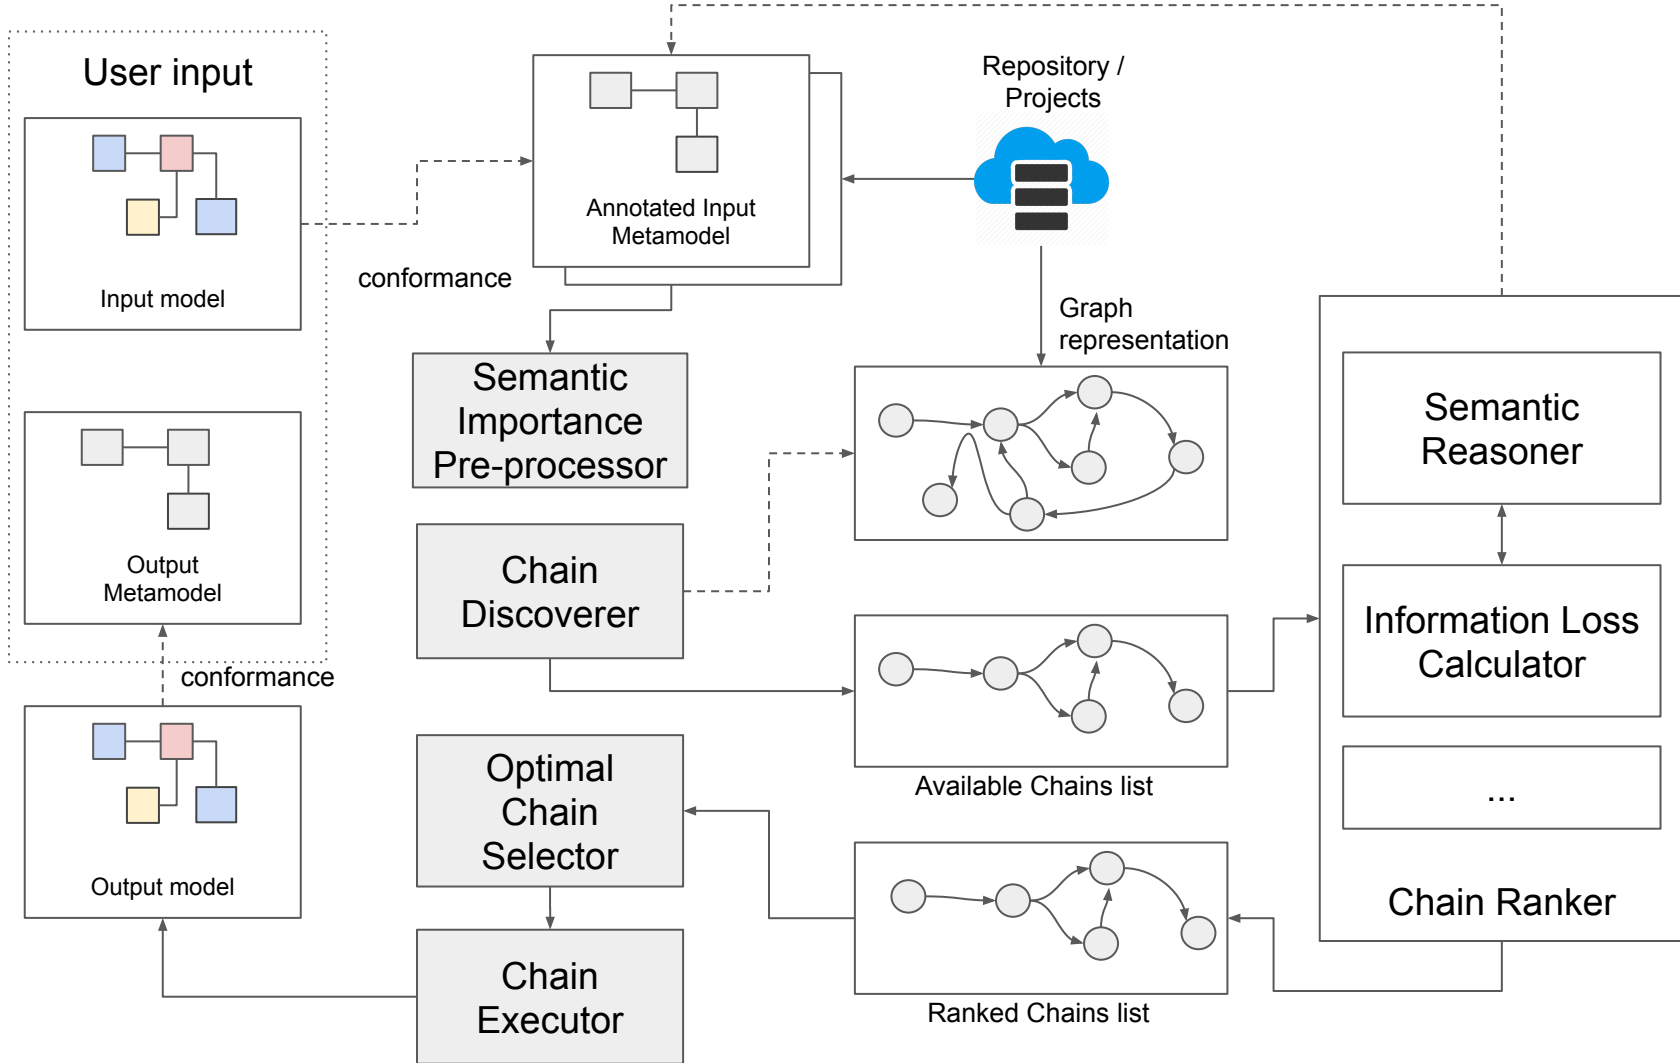 User input
Input model
Output
Metamodel
conformance
Output model
Annotated Input
Metamodel
conformance
Repository /
Projects
Graph
representation
Semantic
Importance
Pre-processor
Chain
Discoverer
Available Chains list
Optimal
Chain
Selector
Ranked Chains list
Chain
Executor
Semantic
Reasoner
Information Loss
Calculator
...
Chain Ranker